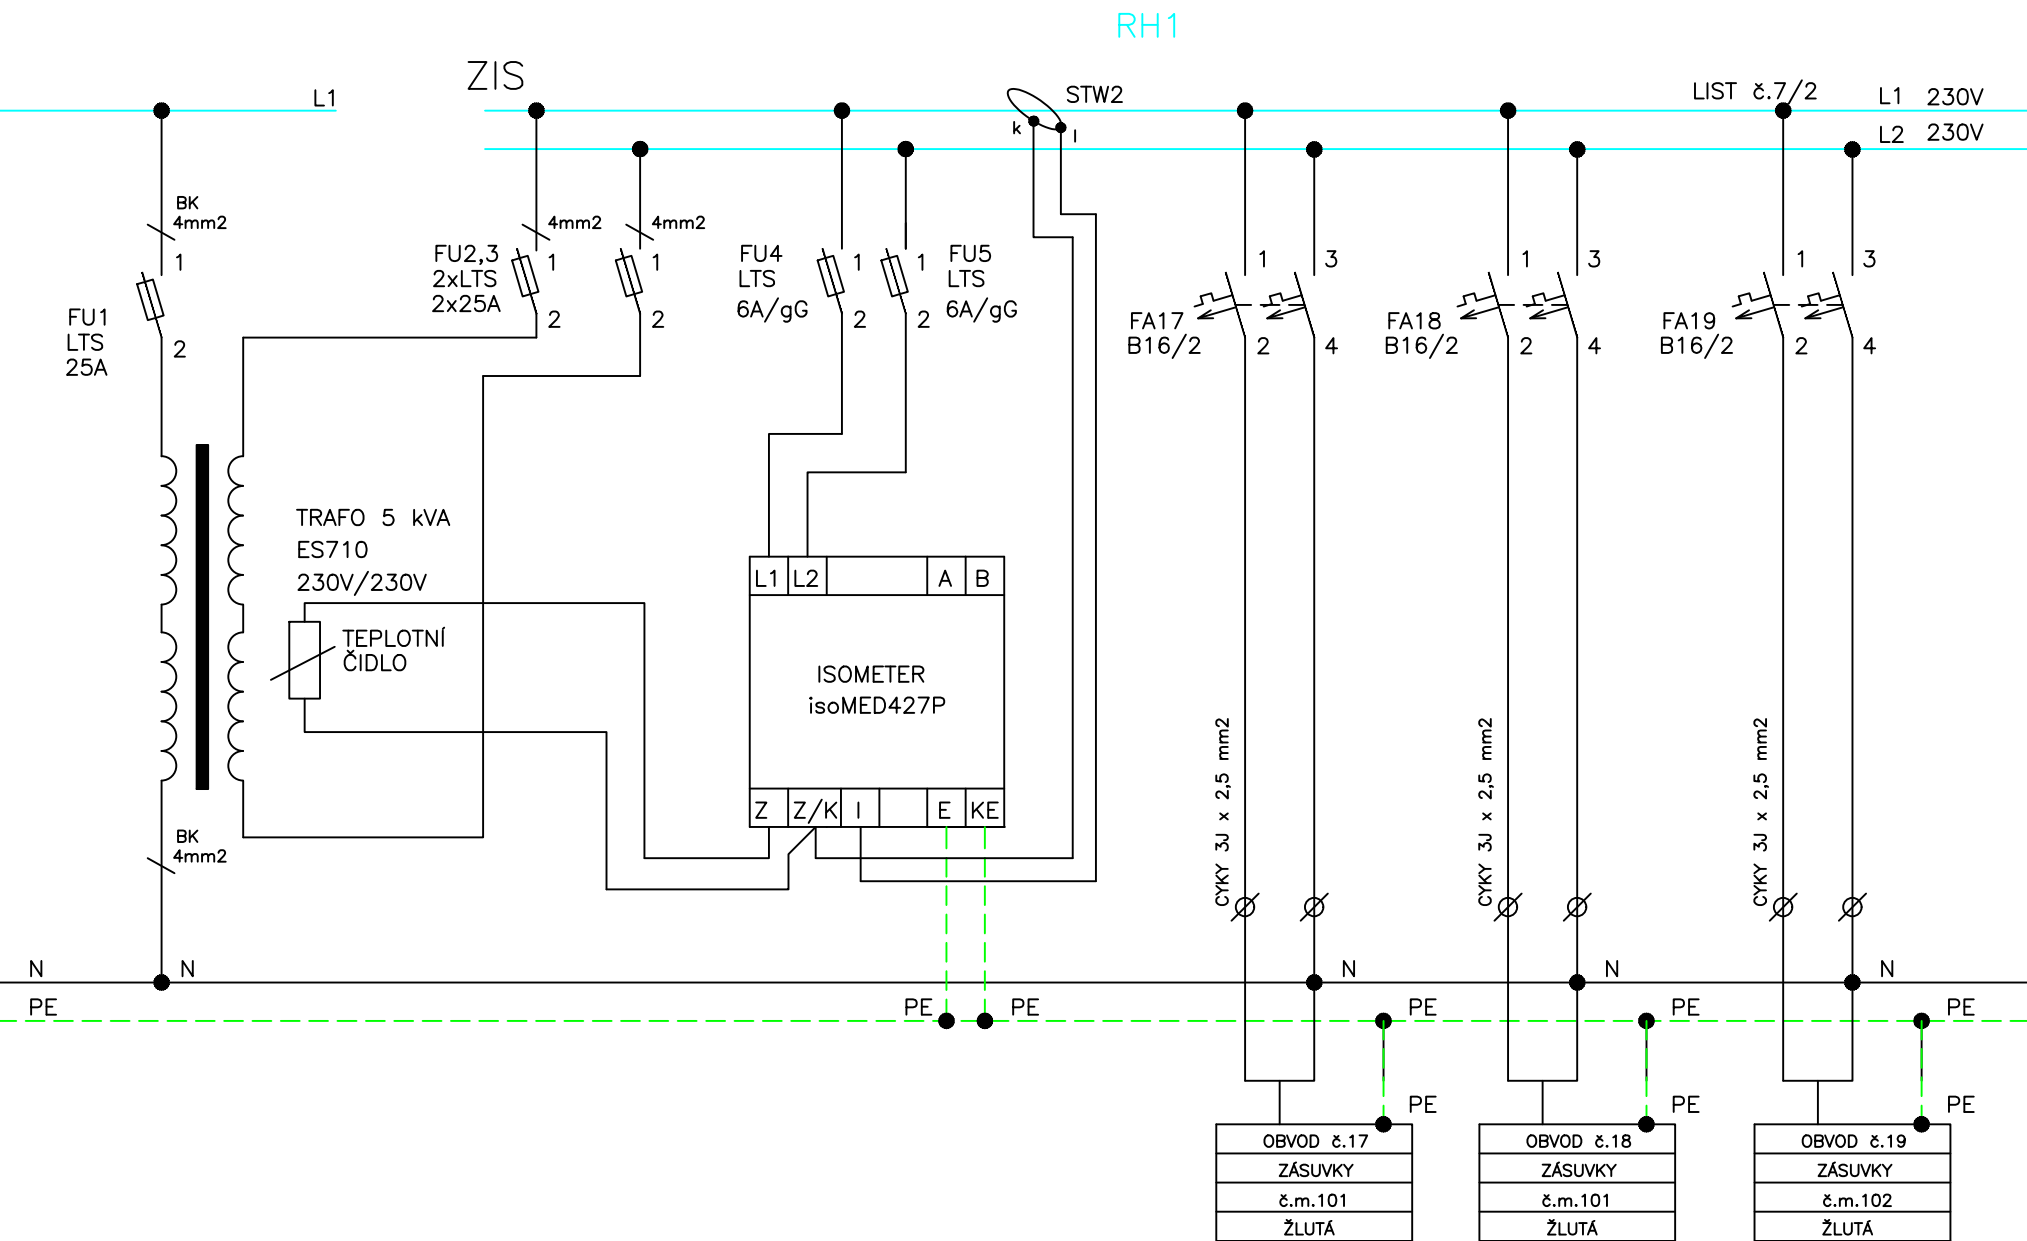 RH1
ZIS
L1
STW2
k
l
LIST č.7/2
L1 230V
L2 230V
BK
4mm2
1
FU1
LTS
25A
2
4mm2
FU2,3
2xLTS
2x25A
1
2
4mm2
1
2
FU4
LTS
6A/gG
1
2
FU5
LTS
6A/gG
1
2
FA17
B16/2
1
2
3
4
FA18
B16/2
1
2
3
4
FA19
B16/2
1
2
3
4
TRAFO 5 kVA
ES710
230V/230V
TEPLOTNÍ
ČIDLO
L1 L2 A B
ISOMETER
isoMED427P
Z Z/K I E KE
BK
4mm2
CYKY 3J x 2,5 mm2
CYKY 3J x 2,5 mm2
CYKY 3J x 2,5 mm2
N
N
N
N
N
PE
PE
PE
PE
PE
PE
PE
PE
PE
OBVOD č.17
ZÁSUVKY
č.m.101
ŽLUTÁ
OBVOD č.18
ZÁSUVKY
č.m.101
ŽLUTÁ
OBVOD č.19
ZÁSUVKY
č.m.102
ŽLUTÁ